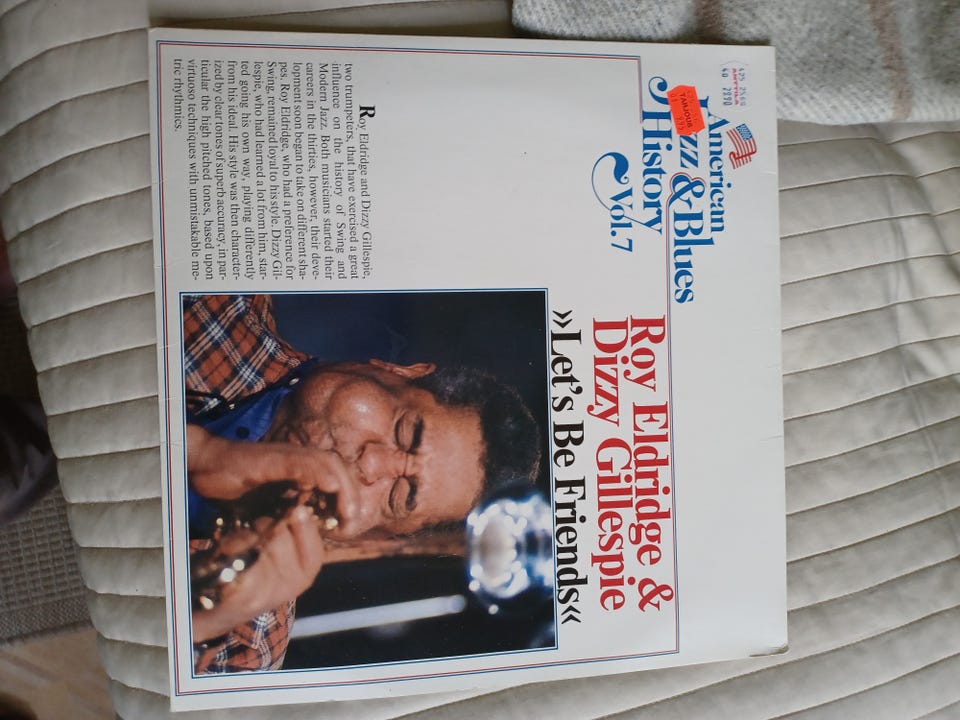 American
Jazz & Blues
History
Vol. 7
ANTTILA
40 7890
TARJOUS
Roy Eldridge &
Dizzy Gillespie
»Let's Be Friends«
Roy Eldridge and Dizzy Gillespie,
two trumpeters, that have exercised a great
influence on the history of Swing and
Modern Jazz. Both musicians started their
careers in the thirties, however, their deve-
lopment soon began to take on different sha-
pes. Roy Eldridge, who had a preference for
Swing, remained loyal to his style. Dizzy Gil-
lespie, who had learned a lot from him, star-
ted going his own way, playing differently
from his ideal. His style was then character-
ized by clear tones of superb accuracy, in par-
ticular the high pitched tones, based upon
virtuoso techniques with unmistakable me-
tric rhythmics.